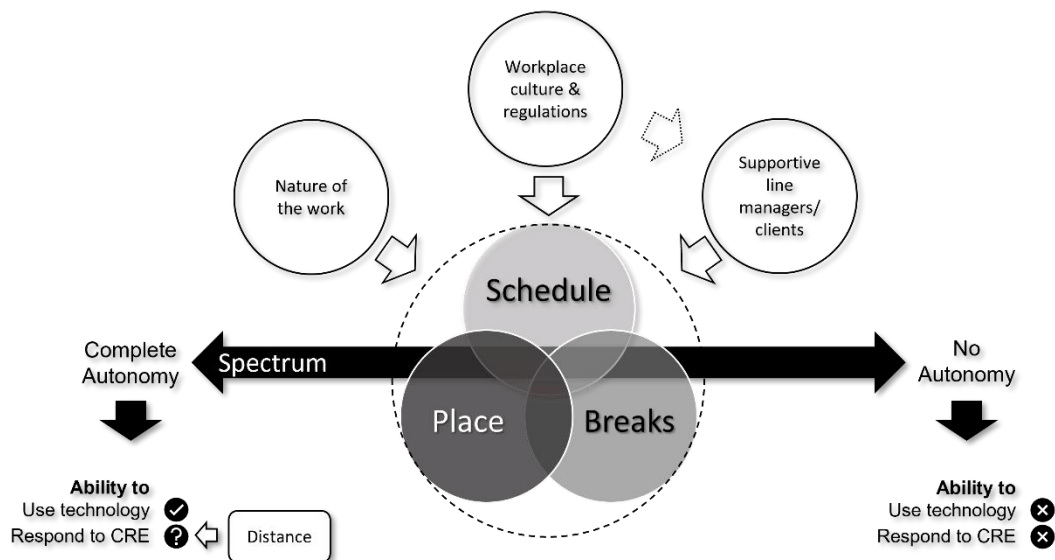 Workplace
culture &
regulations
Nature of
the work
Supportive
line
managers/
clients
Schedule
Complete
Autonomy
Spectrum
No
Autonomy
Place
Breaks
Ability to
Use technology
Respond to CRE ?
Distance
Ability to
Use technology
Respond to CRE